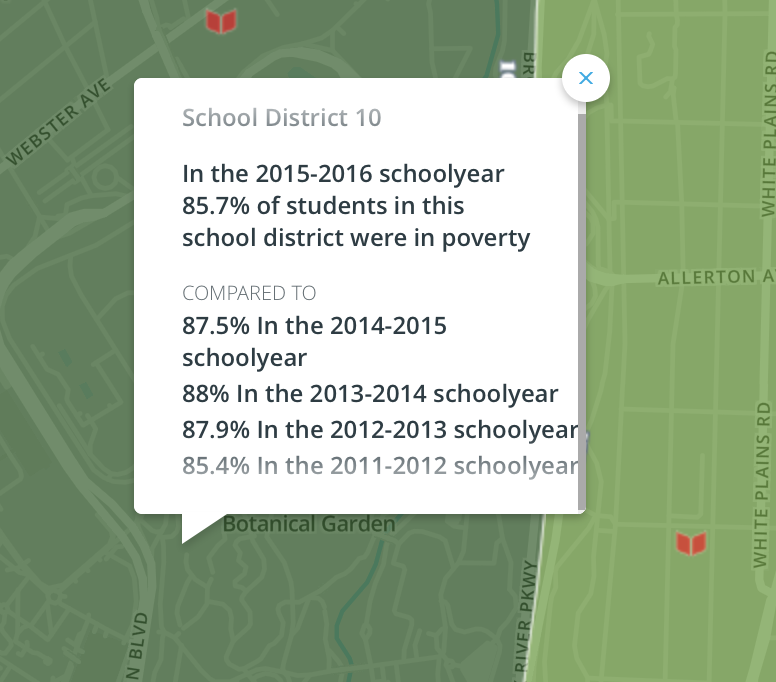 WEBSTER AVE
BR
WHITE PLAINS RD
×
School District 10
In the 2015-2016 schoolyear
85.7% of students in this
school district were in poverty
COMPARED TO
87.5% In the 2014-2015
schoolyear
88% In the 2013-2014 schoolyear
87.9% In the 2012-2013 schoolyear
85.4% In the 2011-2012 schoolyear
ALLERTON A
WHITE PLAINS RD
Botanical Garden
RIVER PKWY
N BLVD